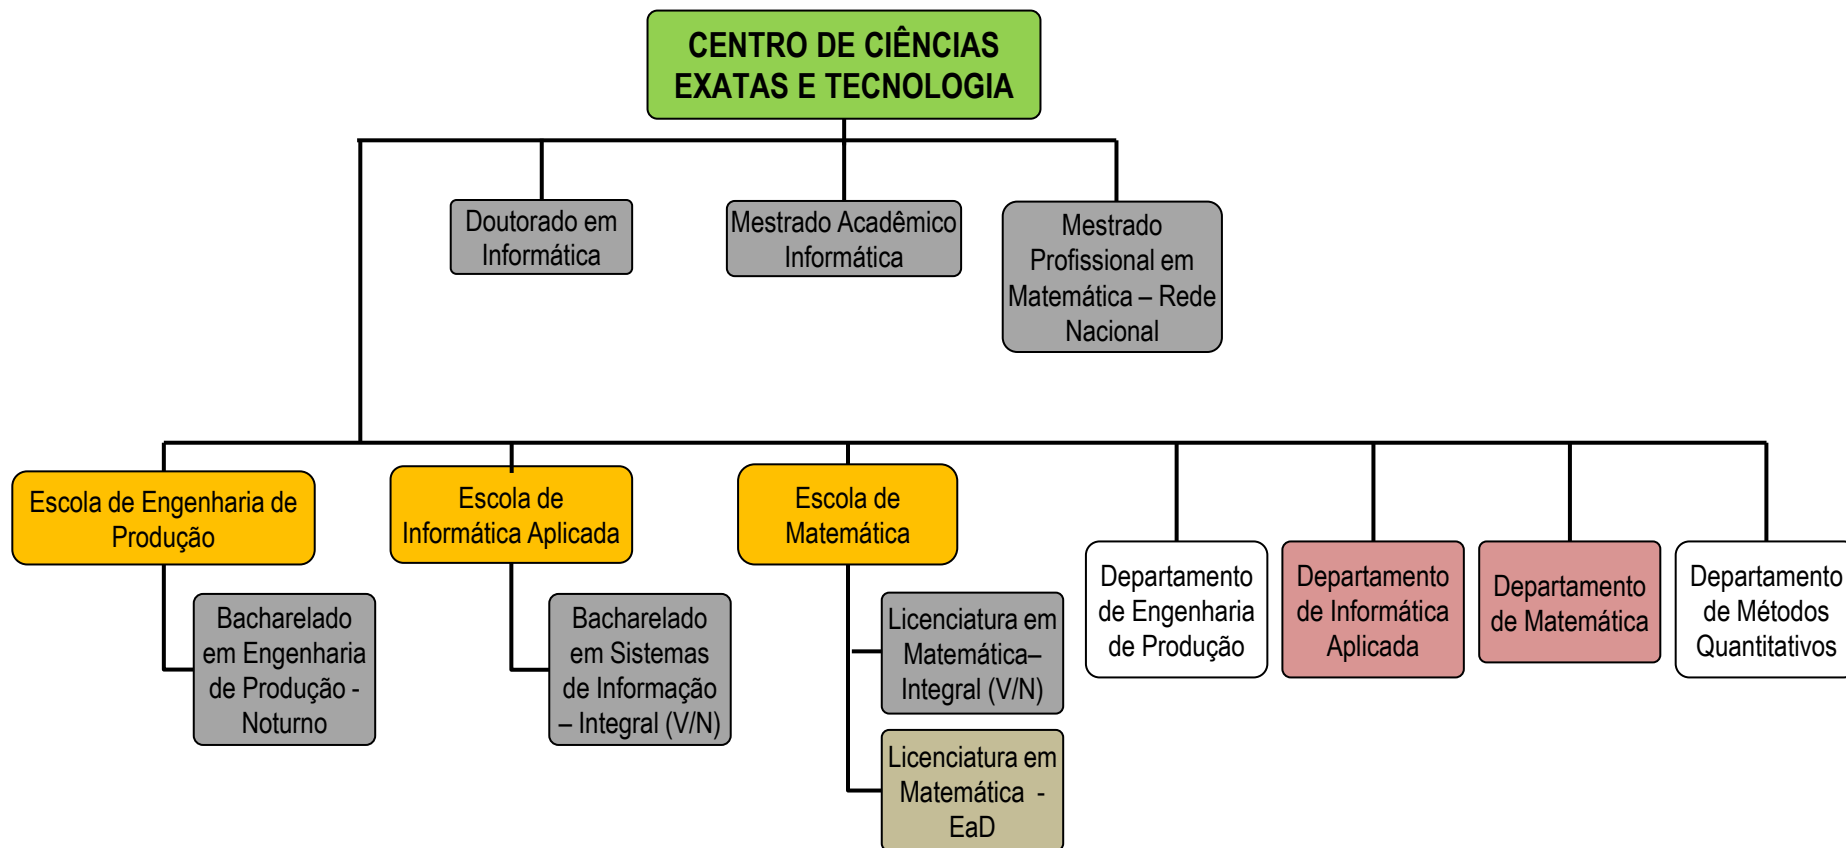 CENTRO DE CIÊNCIAS
EXATAS E TECNOLOGIA
Doutorado em
Informática
Mestrado Acadêmico
Informática
Mestrado
Profissional em
Matemática – Rede
Nacional
Escola de Engenharia de
Produção
Escola de
Informática Aplicada
Escola de
Matemática
Departamento
de Engenharia
de Produção
Departamento
de Informática
Aplicada
Departamento
de Matemática
Departamento
de Métodos
Quantitativos
Bacharelado
em Engenharia
de Produção -
Noturno
Bacharelado
em Sistemas
de Informação
– Integral (V/N)
Licenciatura em
Matemática–
Integral (V/N)
Licenciatura em
Matemática -
EaD